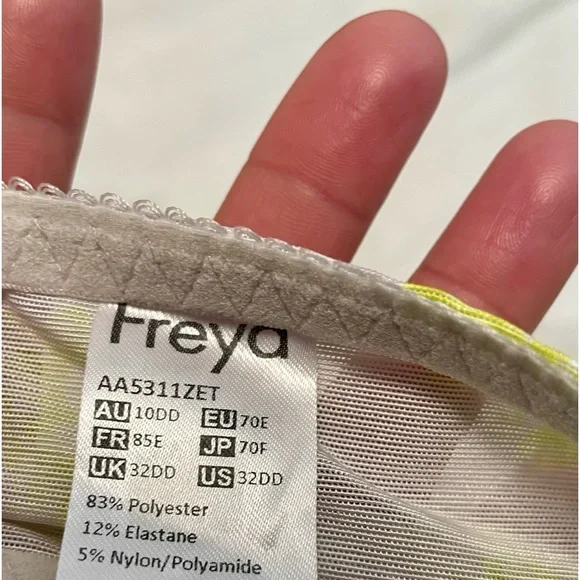 Freya
AA5311ZET
AU 10DD EU 70E
FR 85E JP 70F
UK 32DD US 32DD
83% Polyester
12% Elastane
5% Nylon/Polyamide